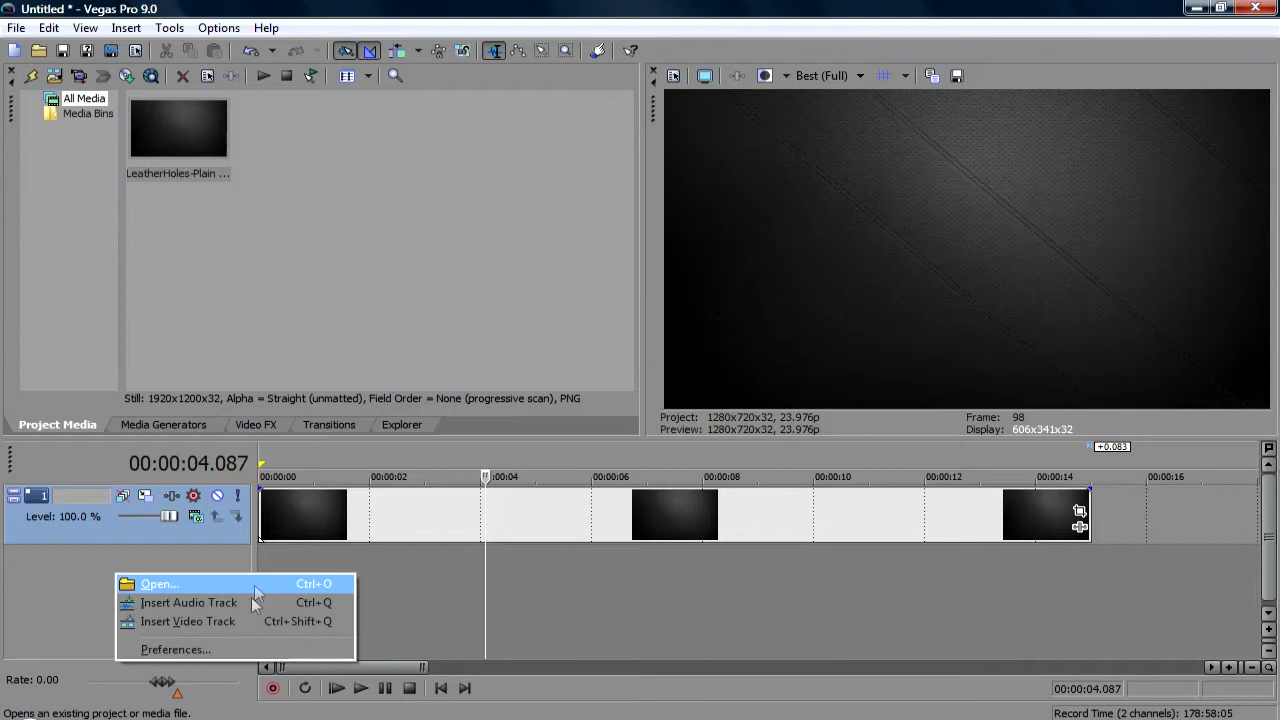 Untitled * - Vegas Pro 9.0
File Edit View Insert Tools Options Help
Best (Full)
All Media
Media Bins
LeatherHoles-Plain ...
Still: 1920x1200x32, Alpha = Straight (unmatted), Field Order = None (progressive scan), PNG
Project Media Media Generators Video FX Transitions Explorer
Project: 1280x720x32, 23.976p Frame: 98
Preview: 1280x720x32, 23.976p Display: 606x341x32
+0.083
00:00:04.087
00:00:00 00:00:02 :00:04 00:00:06 00:00:08 00:00:10 00:00:12 00:00:14 00:00:16
1
Level: 100.0 %
Open... Ctrl+O
Insert Audio Track Ctrl+Q
Insert Video Track Ctrl+Shift+Q
Preferences...
Rate: 0.00
00:00:04.087
Opens an existing project or media file.
Record Time (2 channels): 178:58:05